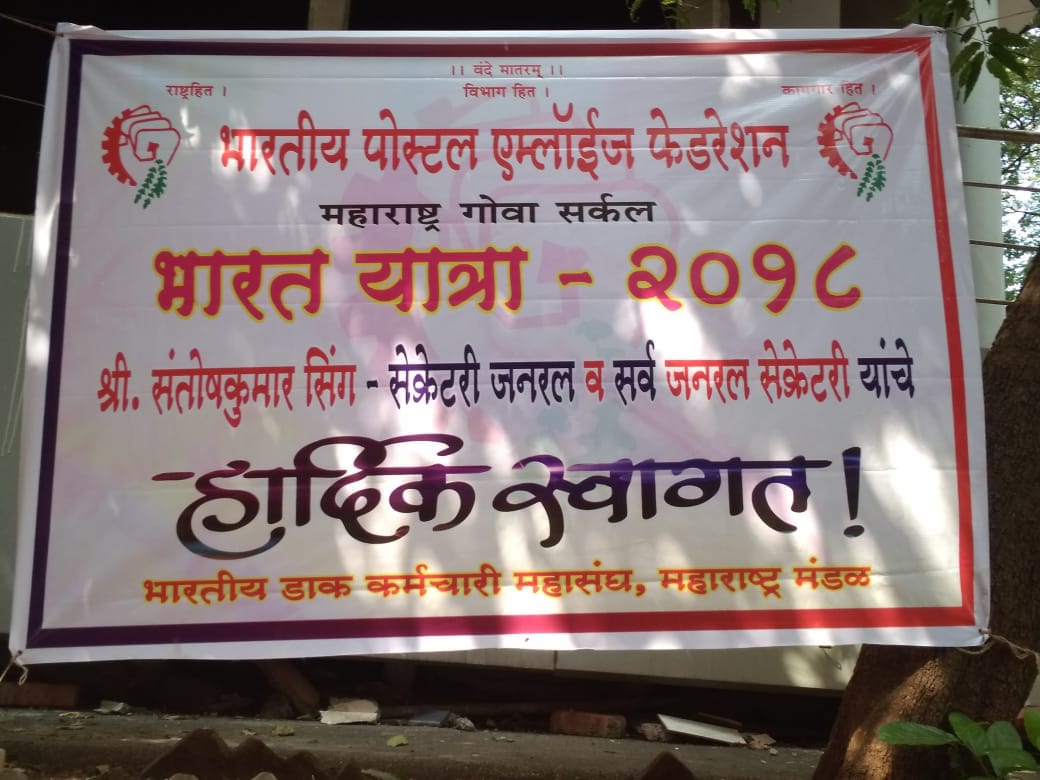 ।। वंदे मातरम् ।।
राष्ट्रहित । विभाग हित । कामगार हित ।
भारतीय पोस्टल एम्लॉईज फेडरेशन
महाराष्ट्र गोवा सर्कल
भारत यात्रा - २०१८
श्री. संतोषकुमार सिंग - सेक्रेटरी जनरल व सर्व जनरल सेक्रेटरी यांचे
हार्दिक स्वागत !
भारतीय डाक कर्मचारी महासंघ, महाराष्ट्र मंडळ